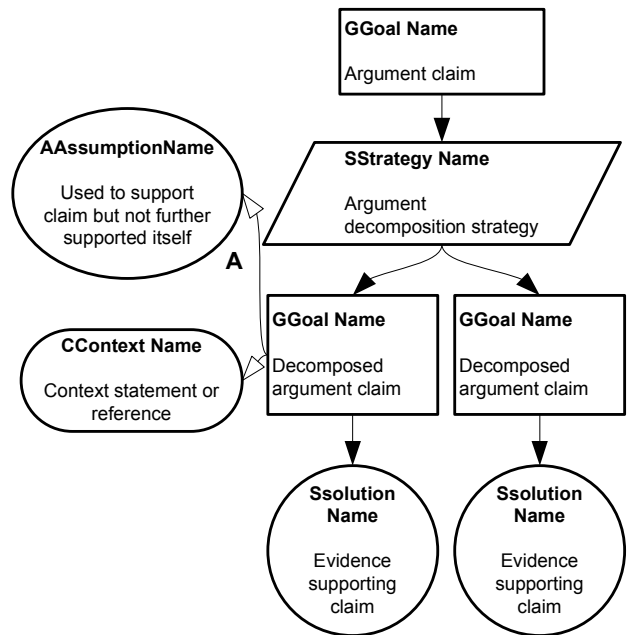 GGoal Name
Argument claim
AAssumptionName
Used to support
claim but not further
supported itself
SStrategy Name
Argument
decomposition strategy
A
CContext Name
Context statement or
reference
GGoal Name
Decomposed
argument claim
GGoal Name
Decomposed
argument claim
Ssolution
Name
Evidence
supporting
claim
Ssolution
Name
Evidence
supporting
claim